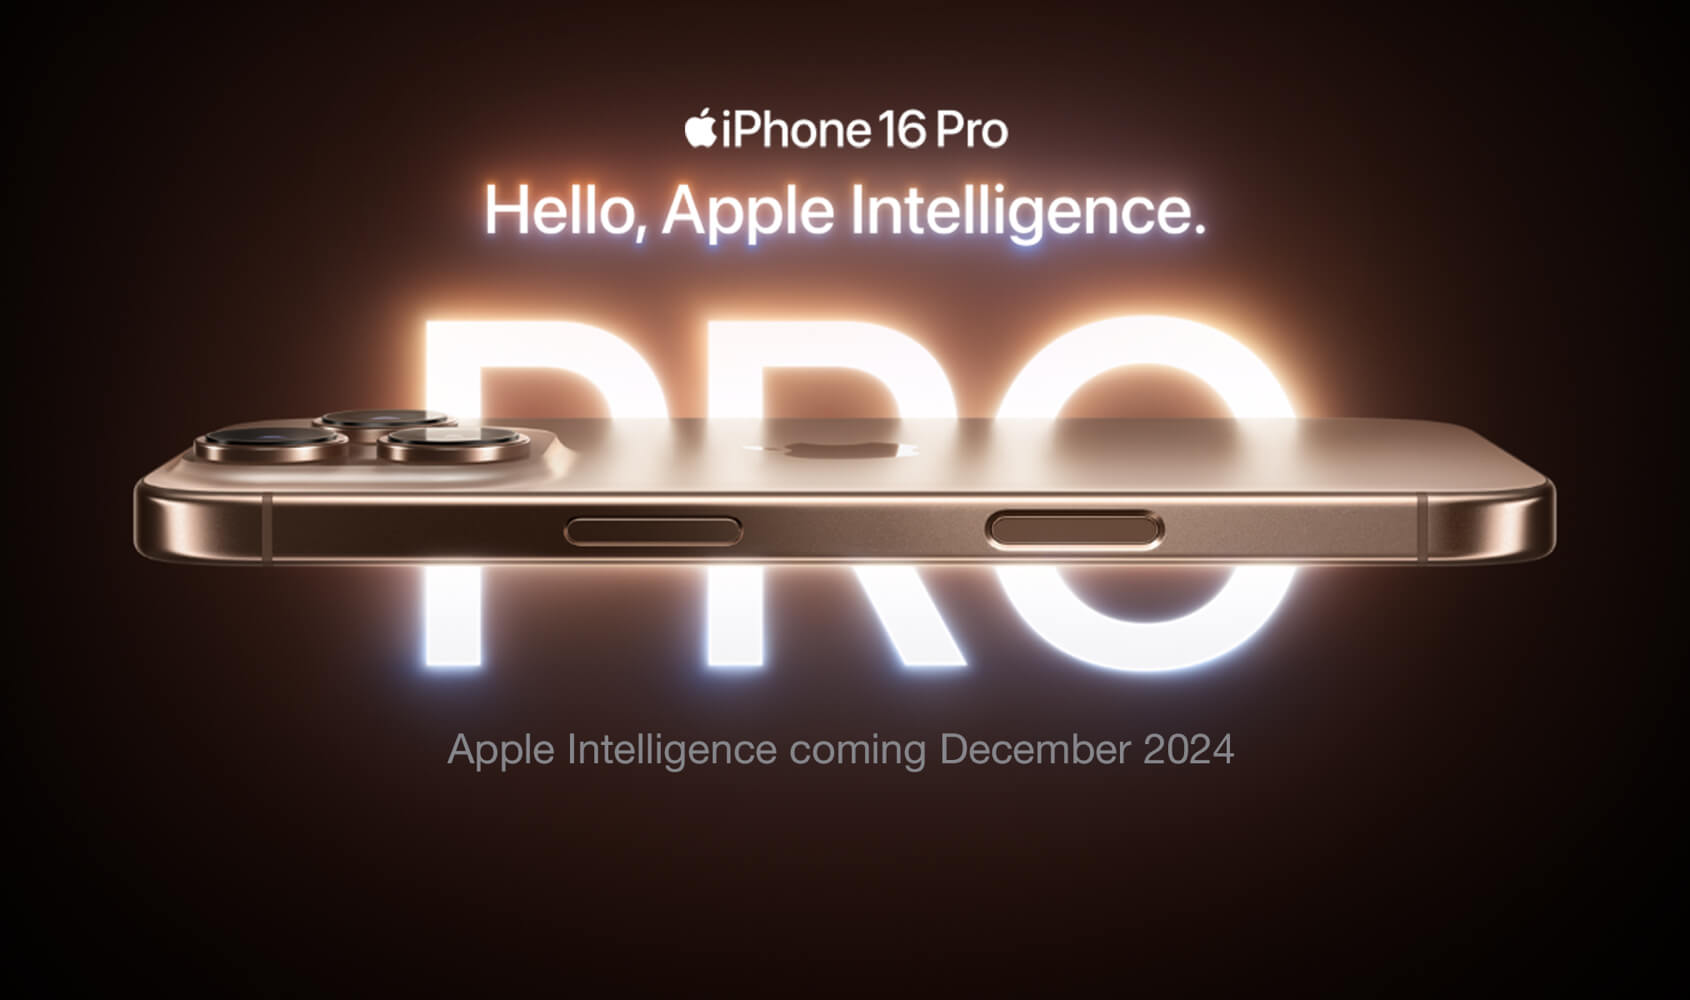 iPhone 16 Pro
Hello, Apple Intelligence.
PRO
Apple Intelligence coming December 2024